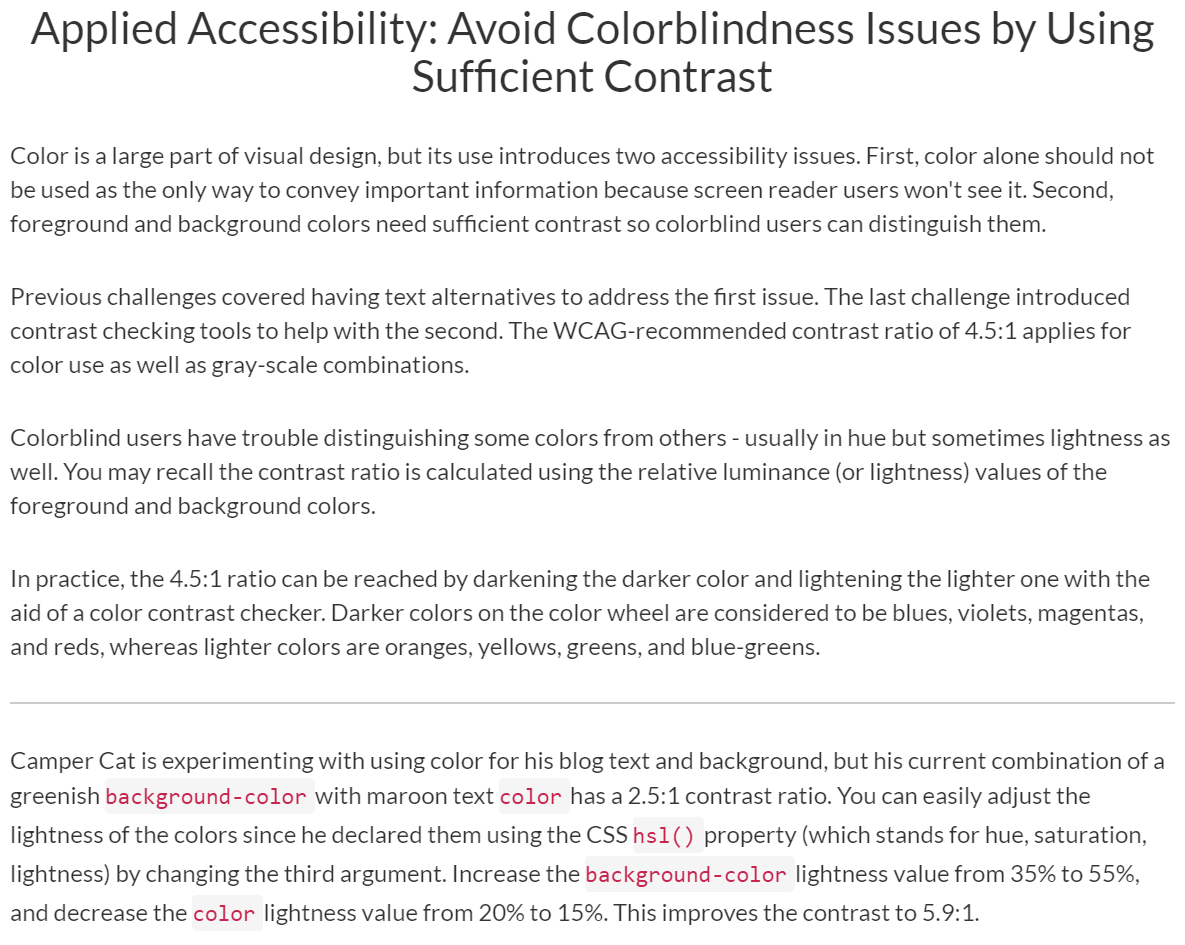 Applied Accessibility: Avoid Colorblindness Issues by Using
Sufficient Contrast
Color is a large part of visual design, but its use introduces two accessibility issues. First, color alone should not
be used as the only way to convey important information because screen reader users won't see it. Second,
foreground and background colors need sufficient contrast so colorblind users can distinguish them.
Previous challenges covered having text alternatives to address the first issue. The last challenge introduced
contrast checking tools to help with the second. The WCAG-recommended contrast ratio of 4.5:1 applies for
color use as well as gray-scale combinations.
Colorblind users have trouble distinguishing some colors from others - usually in hue but sometimes lightness as
well. You may recall the contrast ratio is calculated using the relative luminance (or lightness) values of the
foreground and background colors.
In practice, the 4.5:1 ratio can be reached by darkening the darker color and lightening the lighter one with the
aid of a color contrast checker. Darker colors on the color wheel are considered to be blues, violets, magentas,
and reds, whereas lighter colors are oranges, yellows, greens, and blue-greens.
Camper Cat is experimenting with using color for his blog text and background, but his current combination of a
greenish background-color with maroon text color has a 2.5:1 contrast ratio. You can easily adjust the
lightness of the colors since he declared them using the CSS hsl() property (which stands for hue, saturation,
lightness) by changing the third argument. Increase the background-color lightness value from 35% to 55%,
and decrease the color lightness value from 20% to 15%. This improves the contrast to 5.9:1.